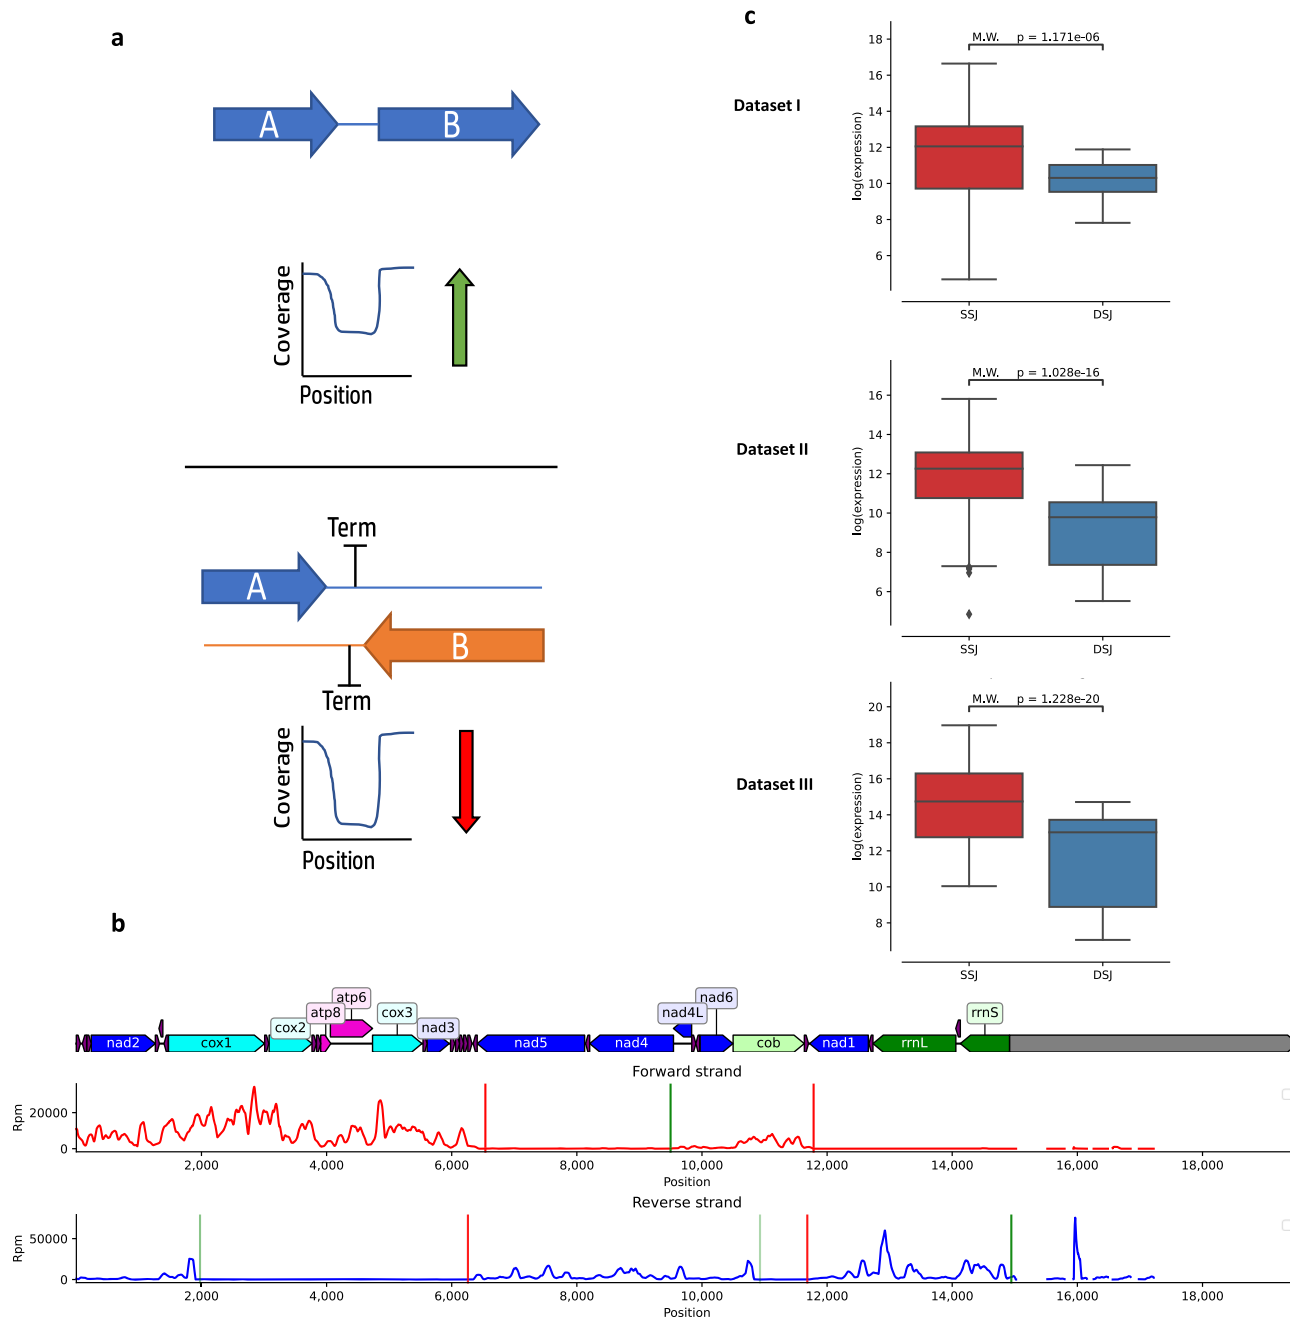 a
A
B
Coverage
Position
Term
A
B
Term
Coverage
Position
c
Dataset I
M.W. p = 1.171e-06
log(expression)
18
16
14
12
10
8
6
SSJ
DSJ
Dataset II
M.W. p = 1.028e-16
log(expression)
16
14
12
10
8
6
SSJ
DSJ
Dataset III
M.W. p = 1.228e-20
log(expression)
20
18
16
14
12
10
8
SSJ
DSJ
b
nad2
cox1
cox2
atp8
atp6
cox3
nad3
nad5
nad4
nad4L
nad6
cob
nad1
rrnL
rrnS
Forward strand
Rpm
20000
0
2,000 4,000 6,000 8,000 10,000 12,000 14,000 16,000 18,000
Position
Reverse strand
Rpm
50000
0
2,000 4,000 6,000 8,000 10,000 12,000 14,000 16,000 18,000
Position